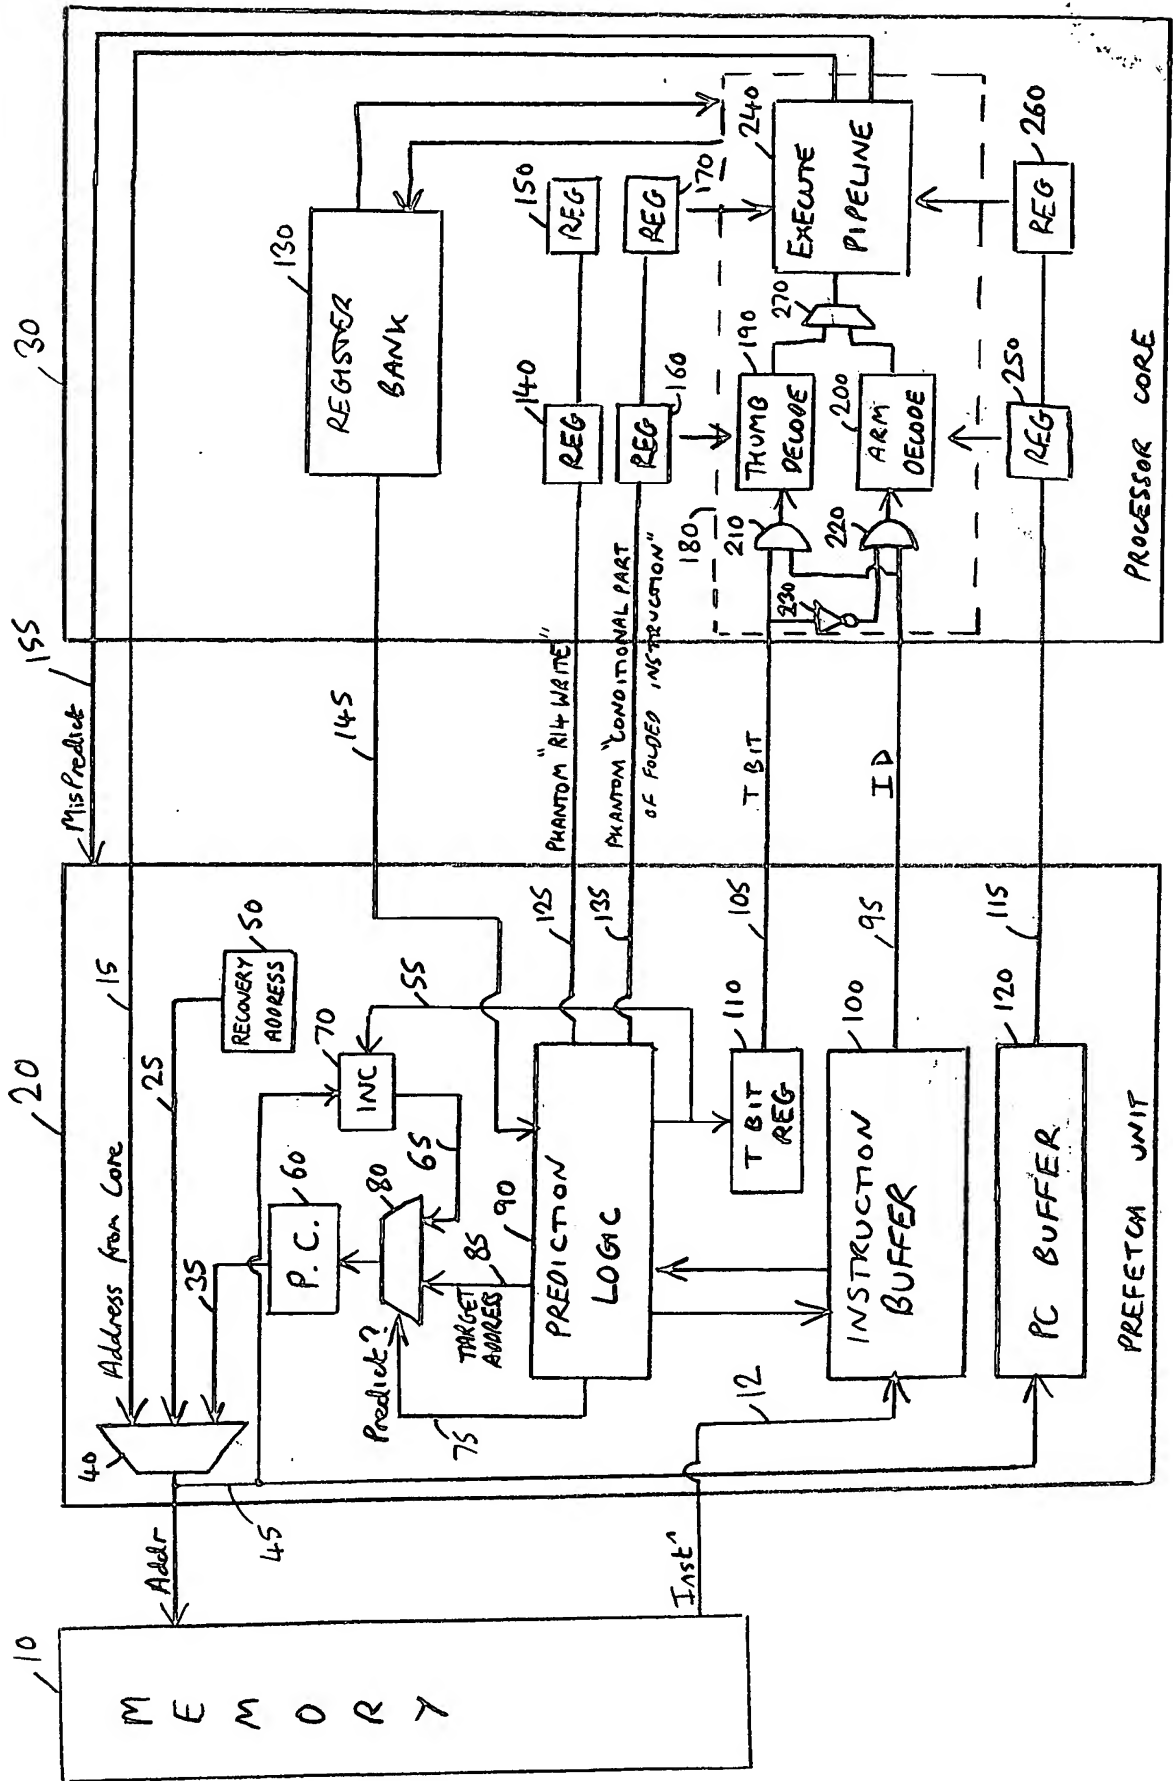 10
MEMORY
Addr
Instⁿ
45
12
20
40
Address from Core
15
25
35
RECOVERY
ADDRESS
50
P.C.
60
INC
70
55
65
80
Predict?
75
TARGET
ADDRESS
85
90
PREDICTION
LOGIC
T BIT
REG
110
INSTRUCTION
BUFFER
100
PC BUFFER
120
PREFETCH UNIT
MisPredict
155
145
125
PHANTOM "R14 WRITE"
135
PHANTOM "CONDITIONAL PART
OF FOLDED INSTRUCTION"
105
T BIT
95
ID
115
30
REGISTER
BANK
130
REG
140
REG
150
REG
160
REG
170
180
210
220
230
THUMB
DECODE
190
ARM
DECODE
200
270
EXECUTE
PIPELINE
240
REG
250
REG
260
PROCESSOR CORE